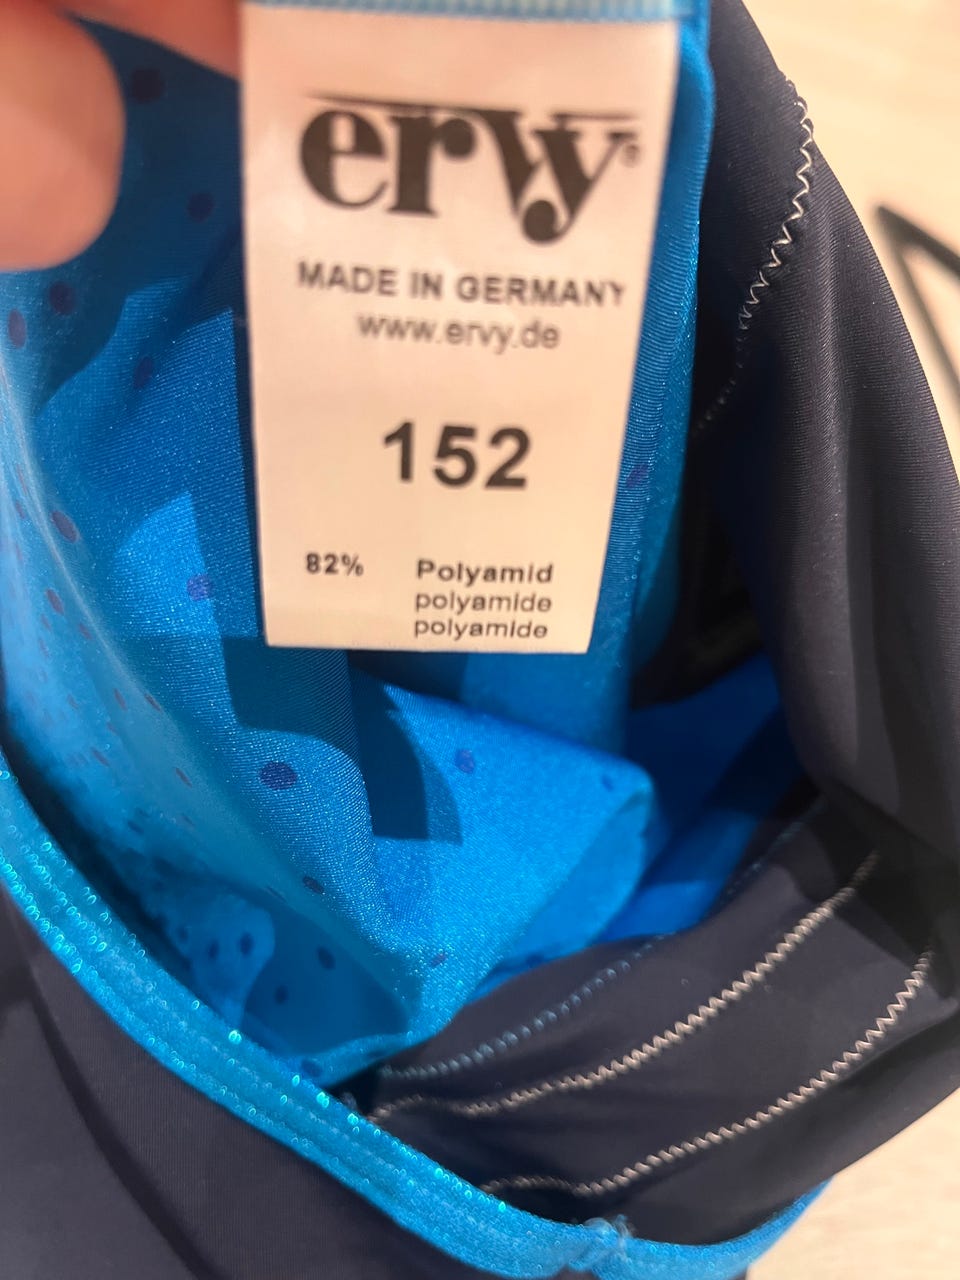 ervy®
MADE IN GERMANY
www.ervy.de
152
82% Polyamid
polyamide
polyamide